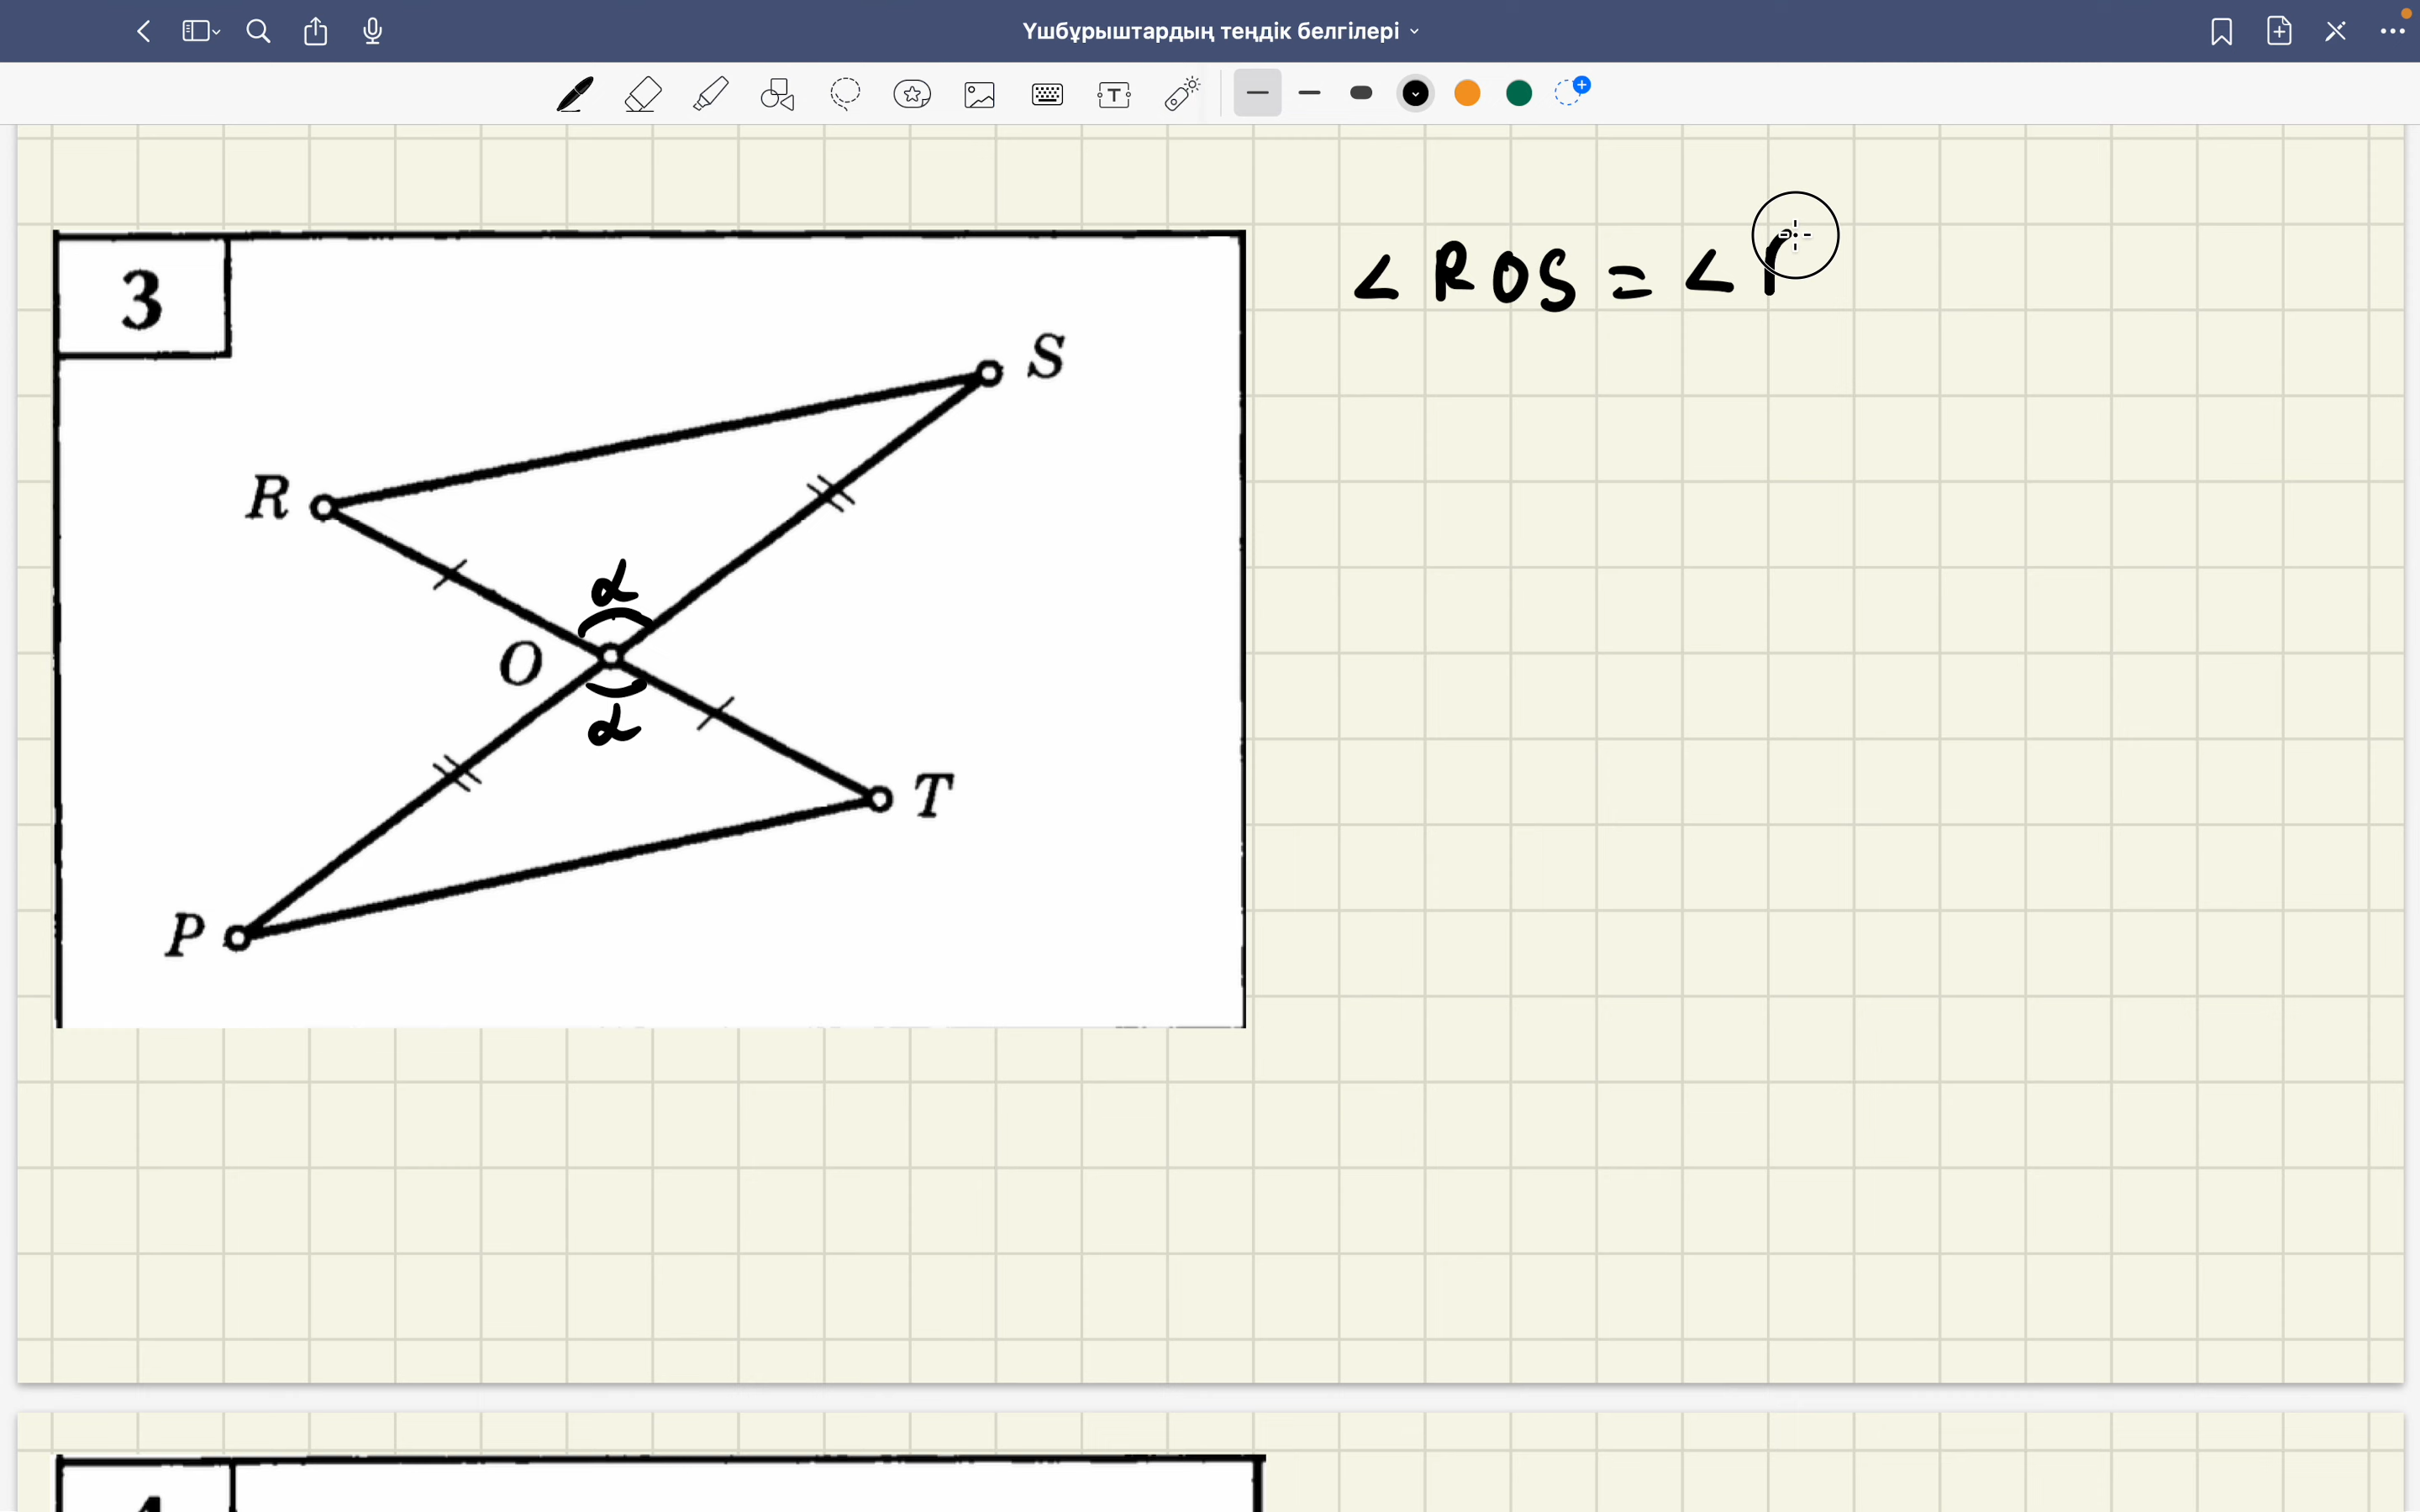 Үшбұрыштардың теңдік белгілері
3
∠ ROS = ∠
S
R
α
O
α
T
P